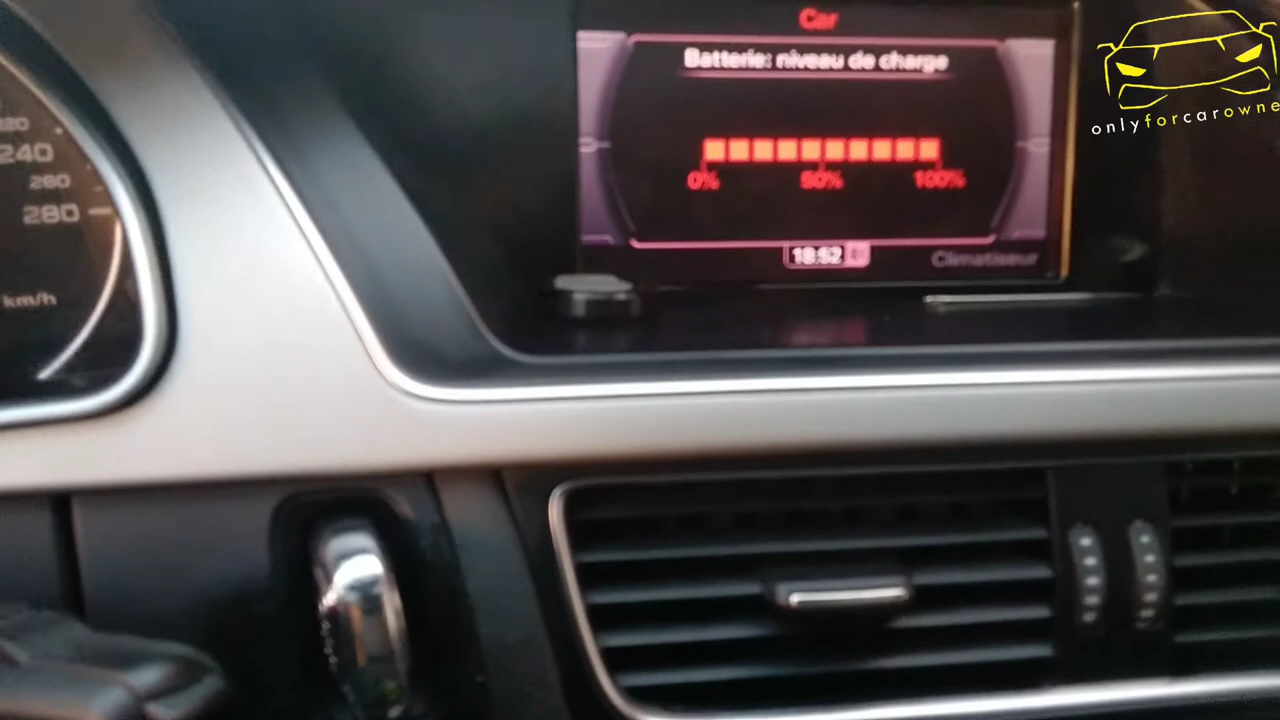 Car
Batterie: niveau de charge
0% 50% 100%
18:52
Climatiseur
240
260
280
km/h
onlyforcarowne